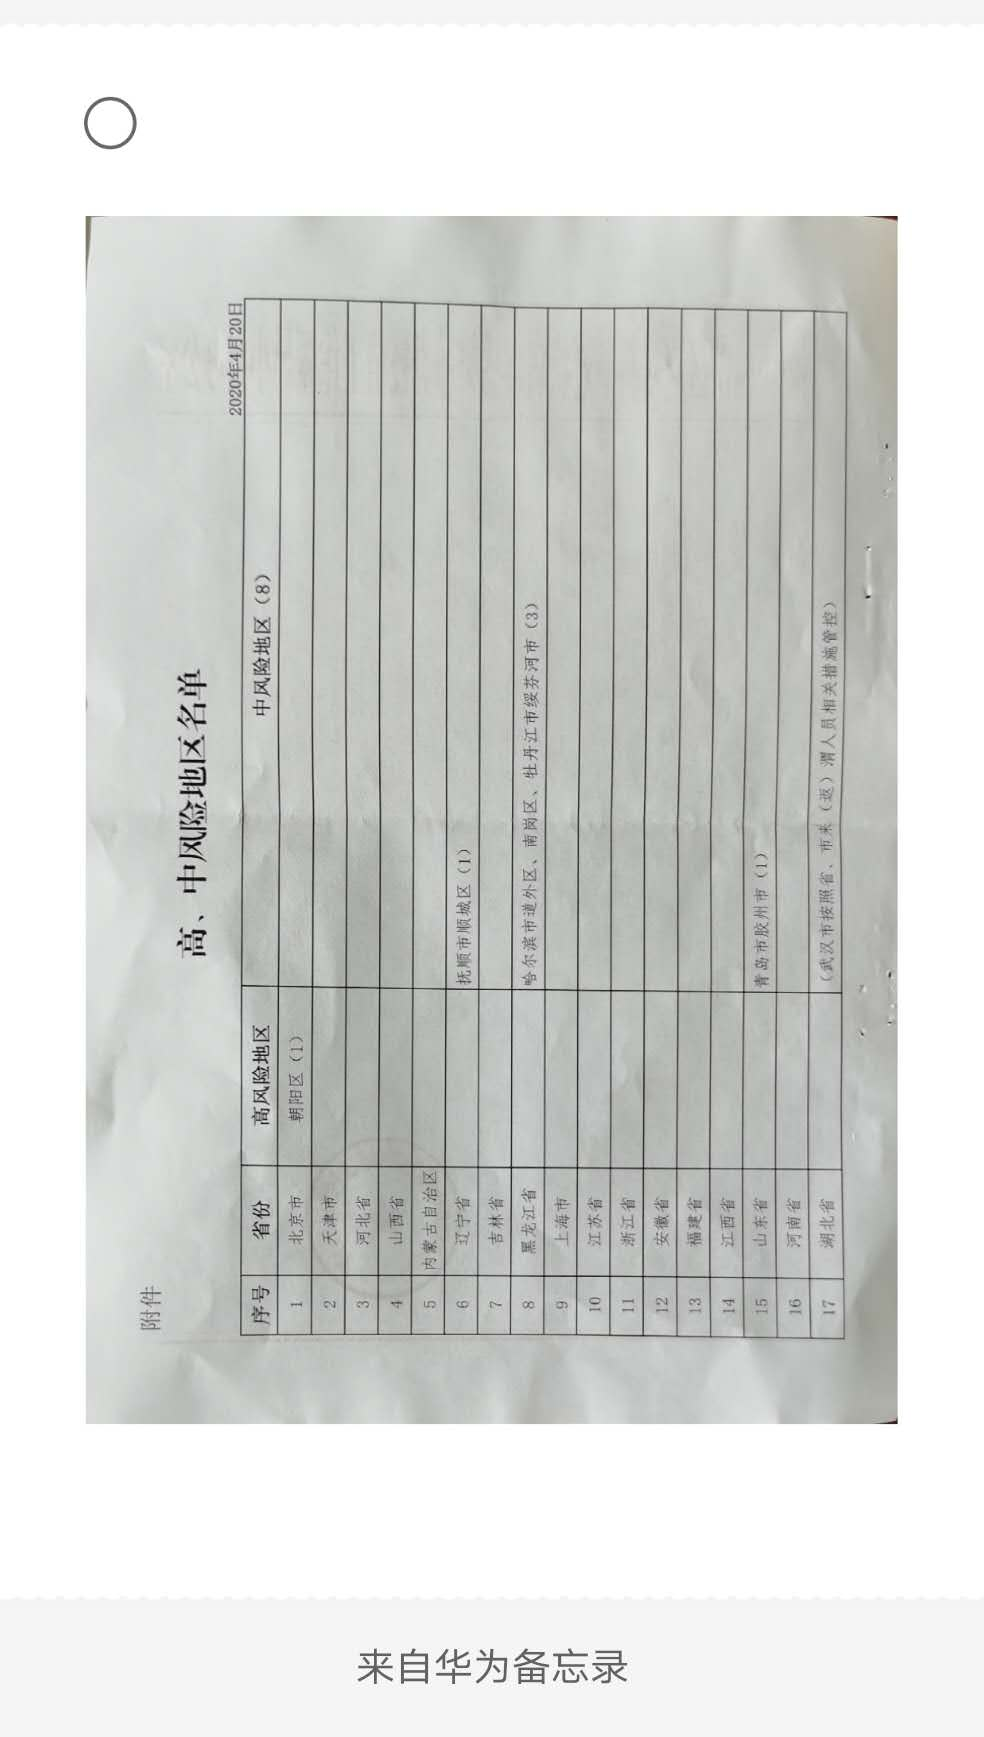 附件
高、中风险地区名单
2020年4月20日
序号 省份 高风险地区 中风险地区（8）
1 北京市 朝阳区（1）
2 天津市
3 河北省
4 山西省
5 内蒙古自治区
6 辽宁省 抚顺市顺城区（1）
7 吉林省
8 黑龙江省 哈尔滨市道外区、南岗区、牡丹江市绥芬河市（3）
9 上海市
10 江苏省
11 浙江省
12 安徽省
13 福建省
14 江西省
15 山东省 青岛市胶州市（1）
16 河南省
17 湖北省 （武汉市按照省、市来（返）渭人员相关措施管控）
来自华为备忘录